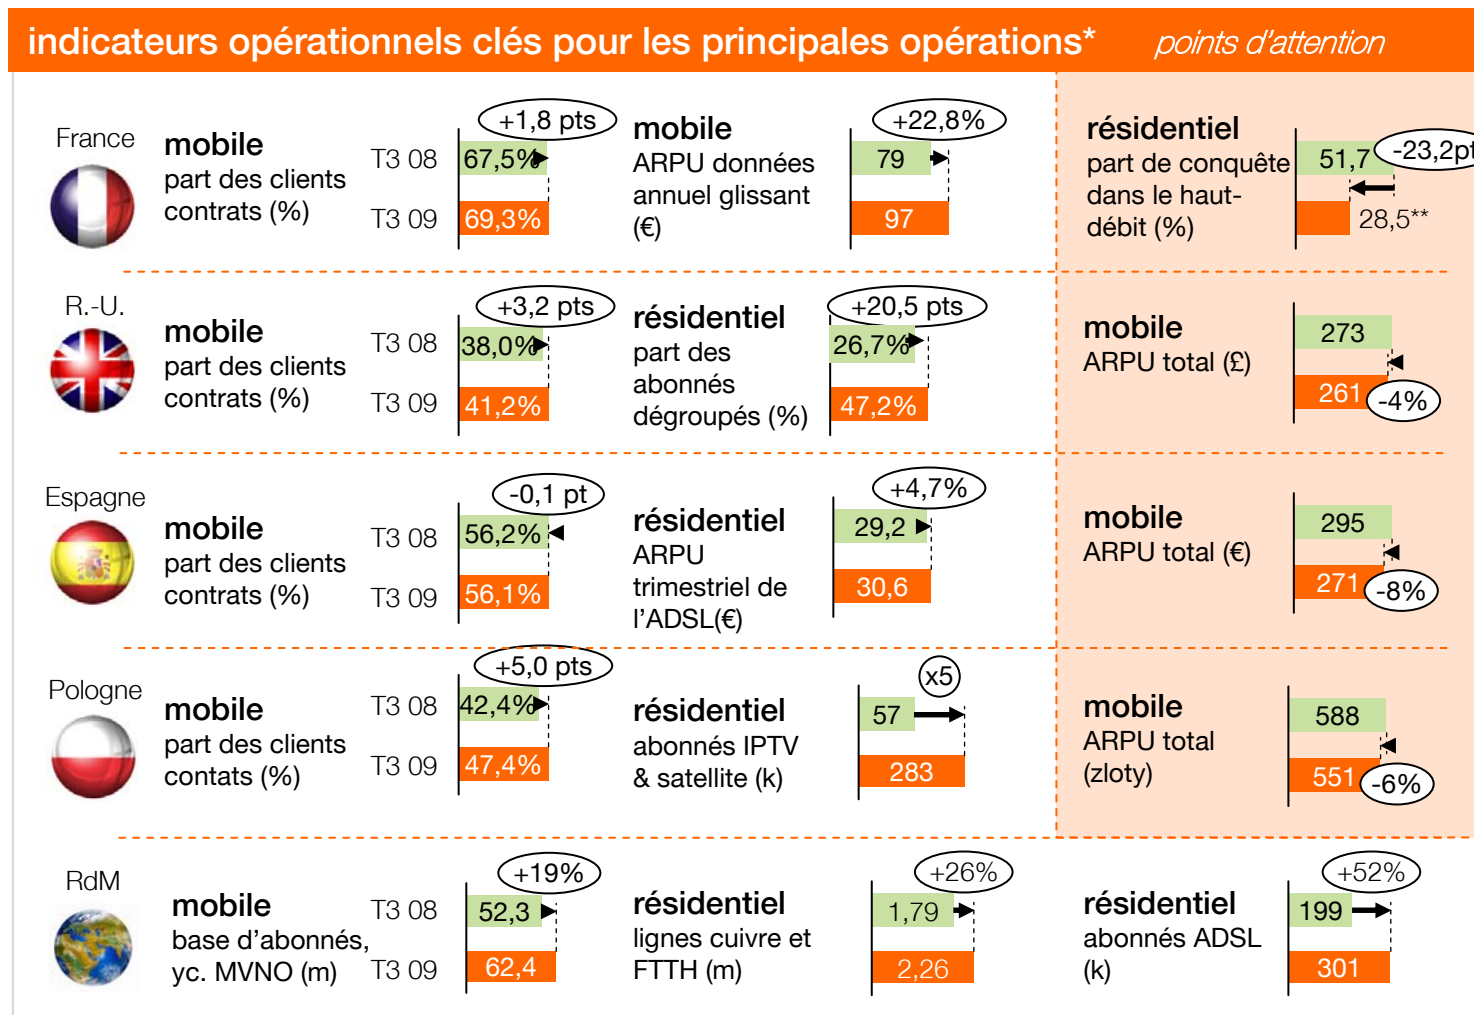 indicateurs opérationnels clés pour les principales opérations*
points d'attention
France
mobile
part des clients
contrats (%)
T3 08
T3 09
67,5%
69,3%
+1,8 pts
mobile
ARPU données
annuel glissant
(€)
79
97
+22,8%
résidentiel
part de conquête
dans le haut-
débit (%)
51,7
-23,2pt
28,5**
R.-U.
mobile
part des clients
contrats (%)
T3 08
T3 09
38,0%
41,2%
+3,2 pts
résidentiel
part des
abonnés
dégroupés (%)
26,7%
47,2%
+20,5 pts
mobile
ARPU total (£)
273
261
-4%
Espagne
mobile
part des clients
contrats (%)
T3 08
T3 09
56,2%
56,1%
-0,1 pt
résidentiel
ARPU
trimestriel de
l'ADSL(€)
29,2
30,6
+4,7%
mobile
ARPU total (€)
295
271
-8%
Pologne
mobile
part des clients
contats (%)
T3 08
T3 09
42,4%
47,4%
+5,0 pts
résidentiel
abonnés IPTV
& satellite (k)
57
283
x5
mobile
ARPU total
(zloty)
588
551
-6%
RdM
mobile
base d'abonnés,
yc. MVNO (m)
T3 08
T3 09
52,3
62,4
+19%
résidentiel
lignes cuivre et
FTTH (m)
1,79
2,26
+26%
résidentiel
abonnés ADSL
(k)
199
301
+52%